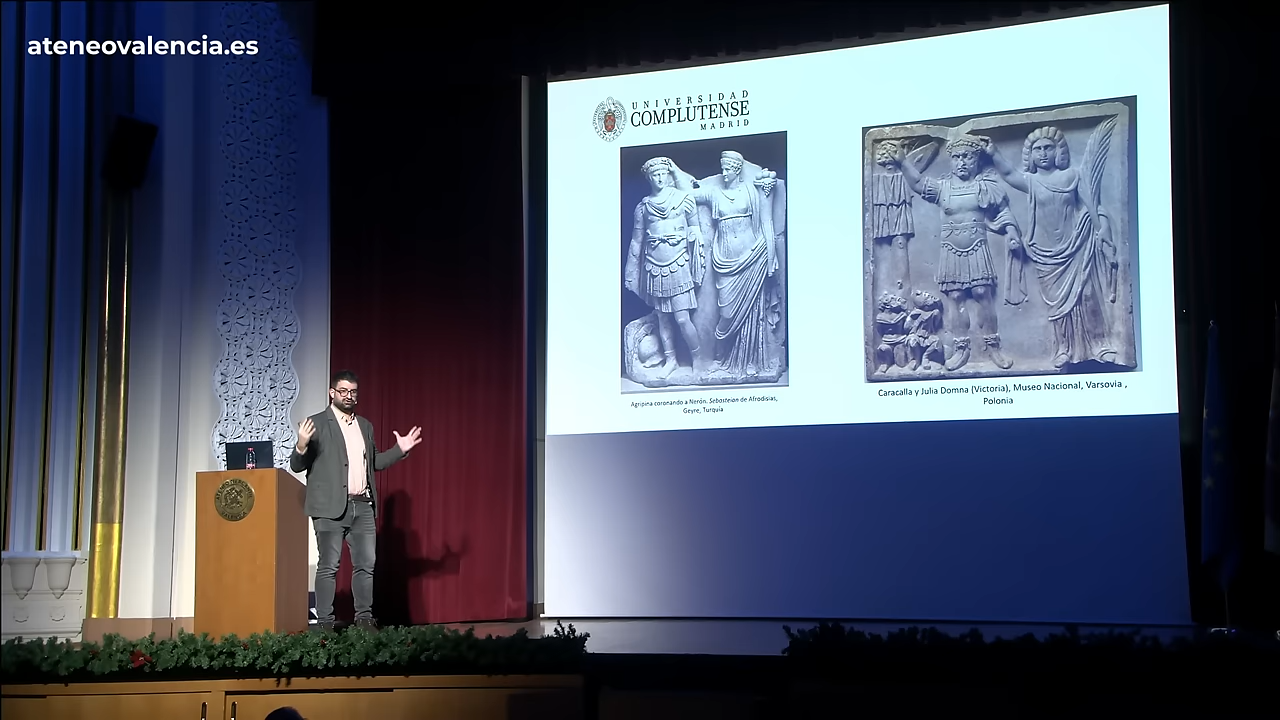 ateneovalencia.es
UNIVERSIDAD
COMPLUTENSE
MADRID
Agripina coronando a Nerón. Sebasteion de Afrodisias,
Geyre, Turquía
Caracalla y Julia Domna (Victoria), Museo Nacional, Varsovia ,
Polonia